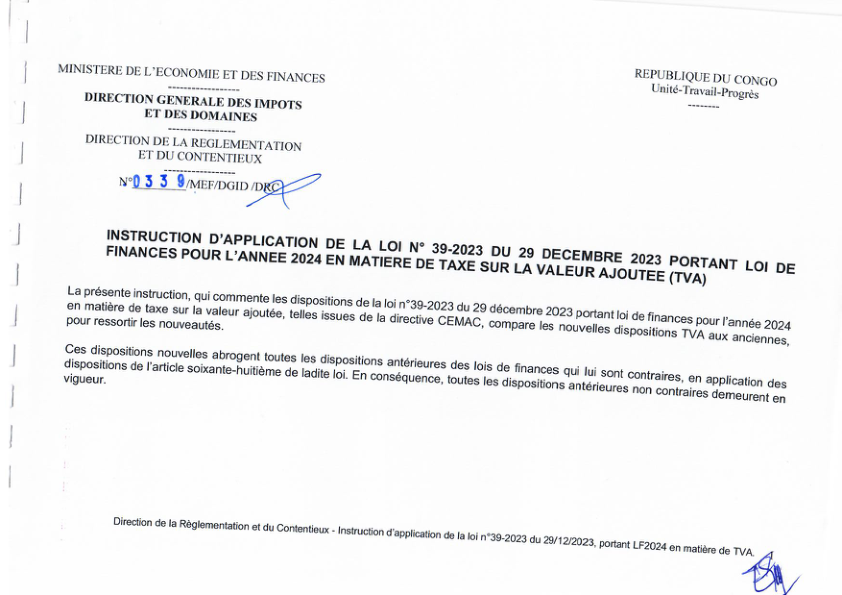 MINISTERE DE L'ECONOMIE ET DES FINANCES
------------------
DIRECTION GENERALE DES IMPOTS
ET DES DOMAINES
-----------------
DIRECTION DE LA REGLEMENTATION
ET DU CONTENTIEUX
------------------
N°0339/MEF/DGID /DRC
REPUBLIQUE DU CONGO
Unité-Travail-Progrès
--------
INSTRUCTION D'APPLICATION DE LA LOI N° 39-2023 DU 29 DECEMBRE 2023 PORTANT LOI DE
FINANCES POUR L'ANNEE 2024 EN MATIERE DE TAXE SUR LA VALEUR AJOUTEE (TVA)
La présente instruction, qui commente les dispositions de la loi n°39-2023 du 29 décembre 2023 portant loi de finances pour l'année 2024
en matière de taxe sur la valeur ajoutée, telles issues de la directive CEMAC, compare les nouvelles dispositions TVA aux anciennes,
pour ressortir les nouveautés.
Ces dispositions nouvelles abrogent toutes les dispositions antérieures des lois de finances qui lui sont contraires, en application des
dispositions de l'article soixante-huitième de ladite loi. En conséquence, toutes les dispositions antérieures non contraires demeurent en
vigueur.
Direction de la Règlementation et du Contentieux - Instruction d'application de la loi n°39-2023 du 29/12/2023, portant LF2024 en matière de TVA.